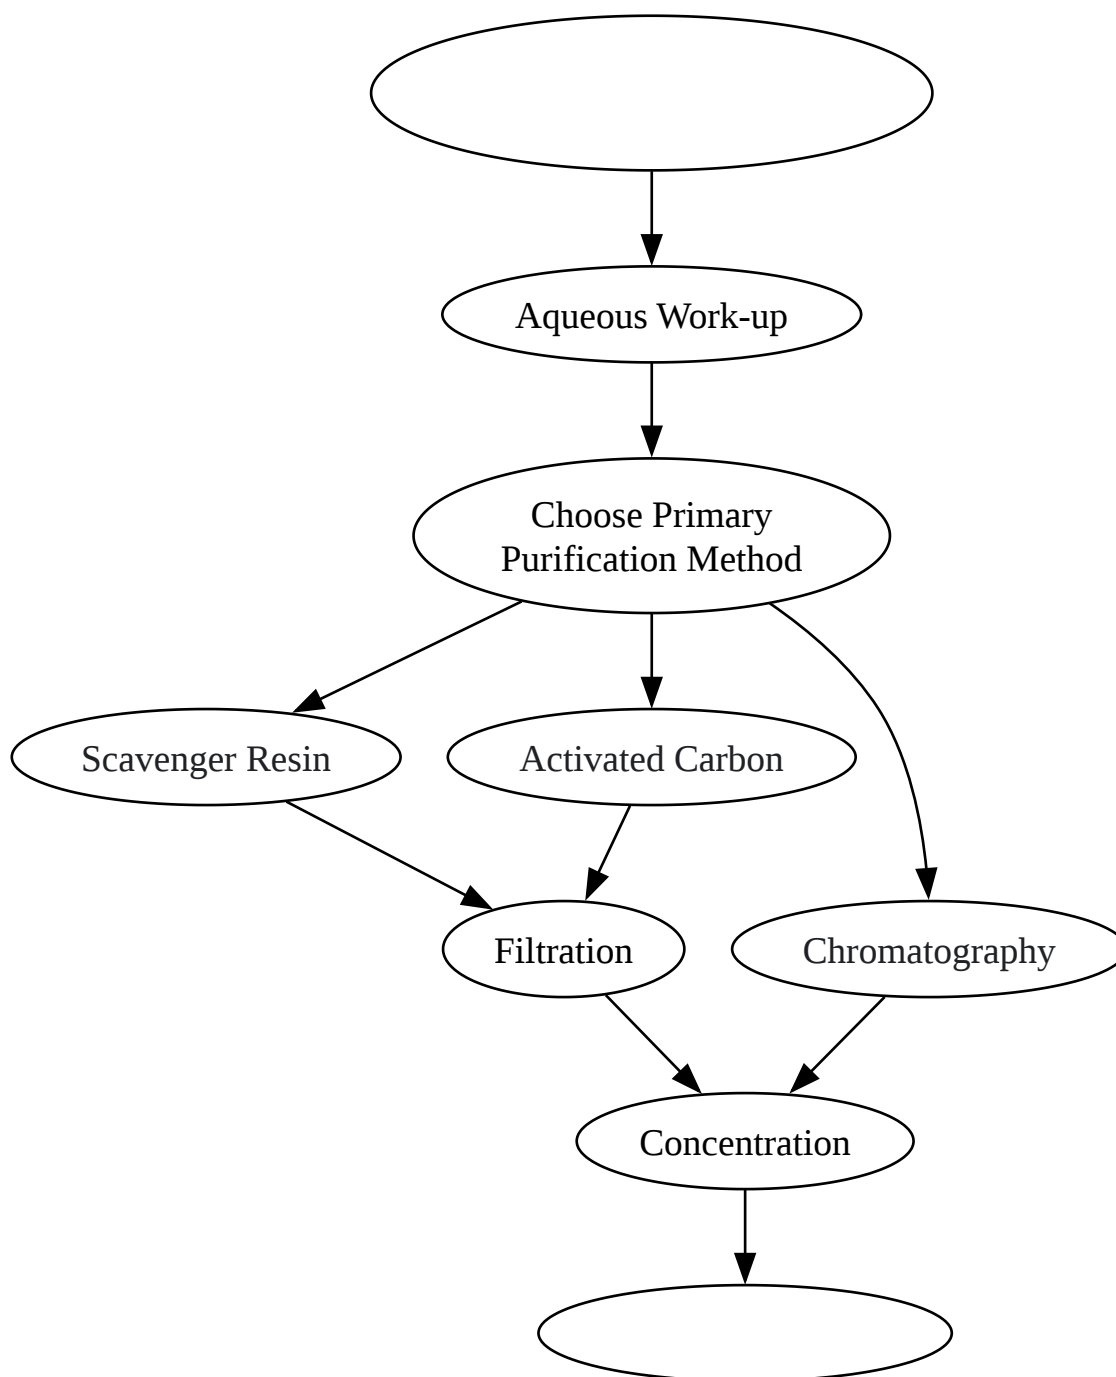 Aqueous Work-up
Choose Primary
Purification Method
Scavenger Resin
Activated Carbon
Filtration
Chromatography
Concentration